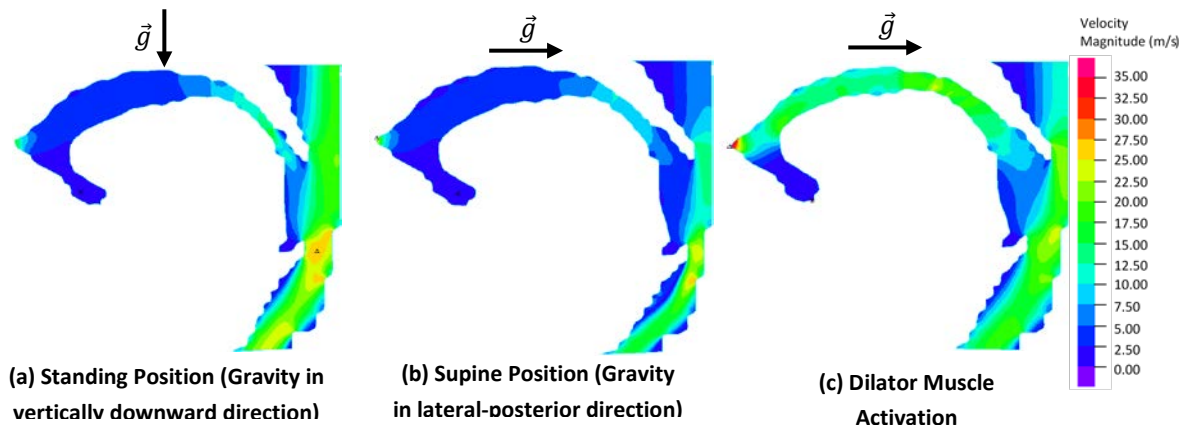 g⃗
g⃗
g⃗
Velocity
Magnitude (m/s)
35.00
32.50
30.00
27.50
25.00
22.50
20.00
17.50
15.00
12.50
10.00
7.50
5.00
2.50
0.00
(a) Standing Position (Gravity in
vertically downward direction)
(b) Supine Position (Gravity
in lateral-posterior direction)
(c) Dilator Muscle
Activation